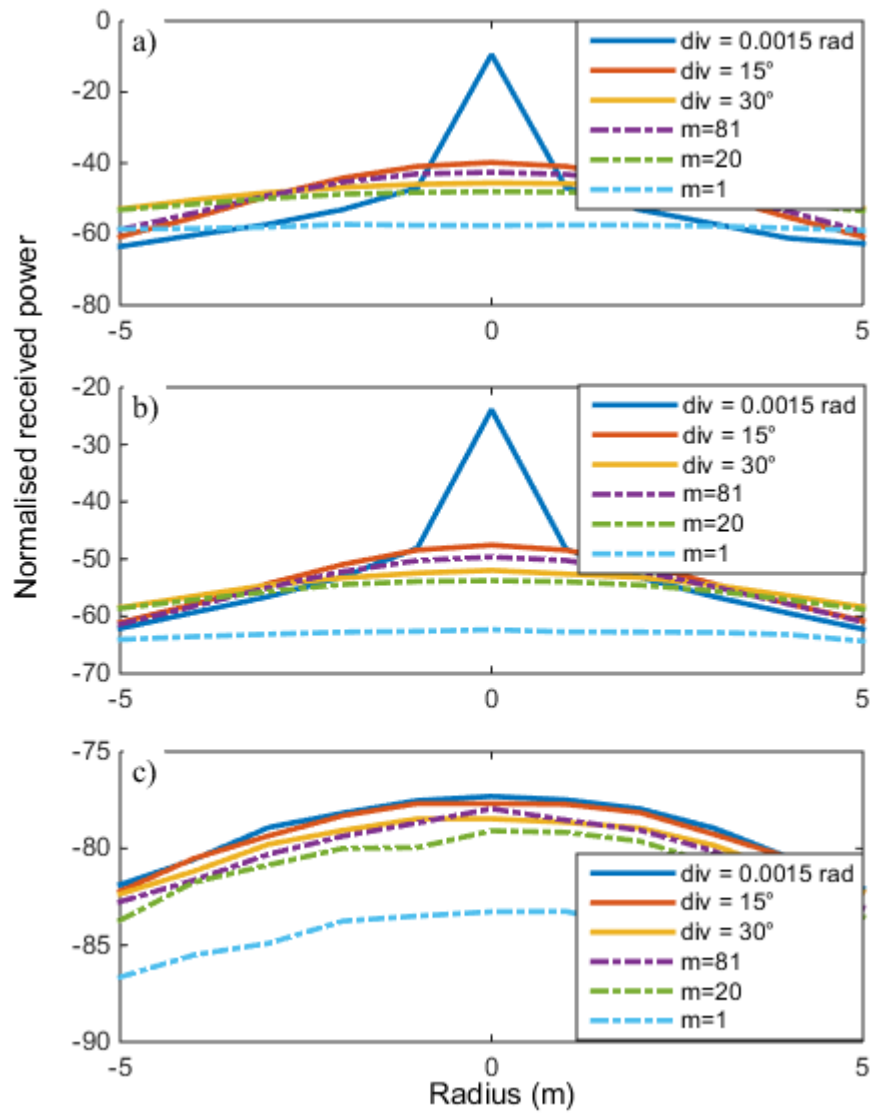 Normalised received power
a)
0
-20
-40
-60
-80
-5
0
5
div = 0.0015 rad
div = 15°
div = 30°
m=81
m=20
m=1
b)
-20
-30
-40
-50
-60
-70
-5
0
5
div = 0.0015 rad
div = 15°
div = 30°
m=81
m=20
m=1
c)
-75
-80
-85
-90
-5
0
5
div = 0.0015 rad
div = 15°
div = 30°
m=81
m=20
m=1
Radius (m)